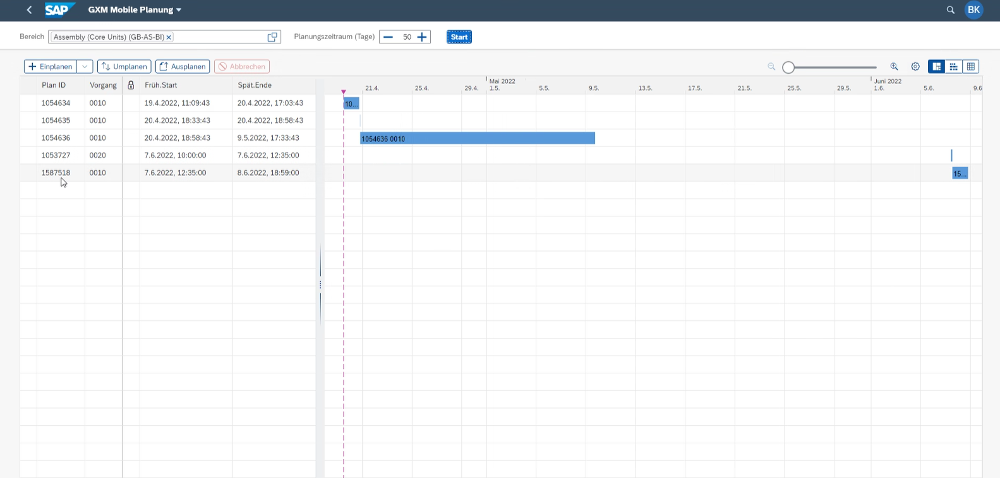 SAP GXM Mobile Planung BK
Bereich Assembly (Core Units) (GB-AS-BI) Planungszeitraum (Tage) 50 Start
Einplanen Umplanen Ausplanen Abbrechen
Plan ID Vorgang Früh.Start Spät.Ende
Mai 2022 Juni 2022
21.4. 25.4. 29.4. 1.5. 5.5. 9.5. 13.5. 17.5. 21.5. 25.5. 29.5. 1.6. 5.6. 9.6
1054634 0010 19.4.2022, 11:09:43 20.4.2022, 17:03:43 10...
1054635 0010 20.4.2022, 18:33:43 20.4.2022, 18:58:43
1054636 0010 20.4.2022, 18:58:43 9.5.2022, 17:33:43 1054636 0010
1053727 0020 7.6.2022, 10:00:00 7.6.2022, 12:35:00
1587518 0010 7.6.2022, 12:35:00 8.6.2022, 18:59:00 15...